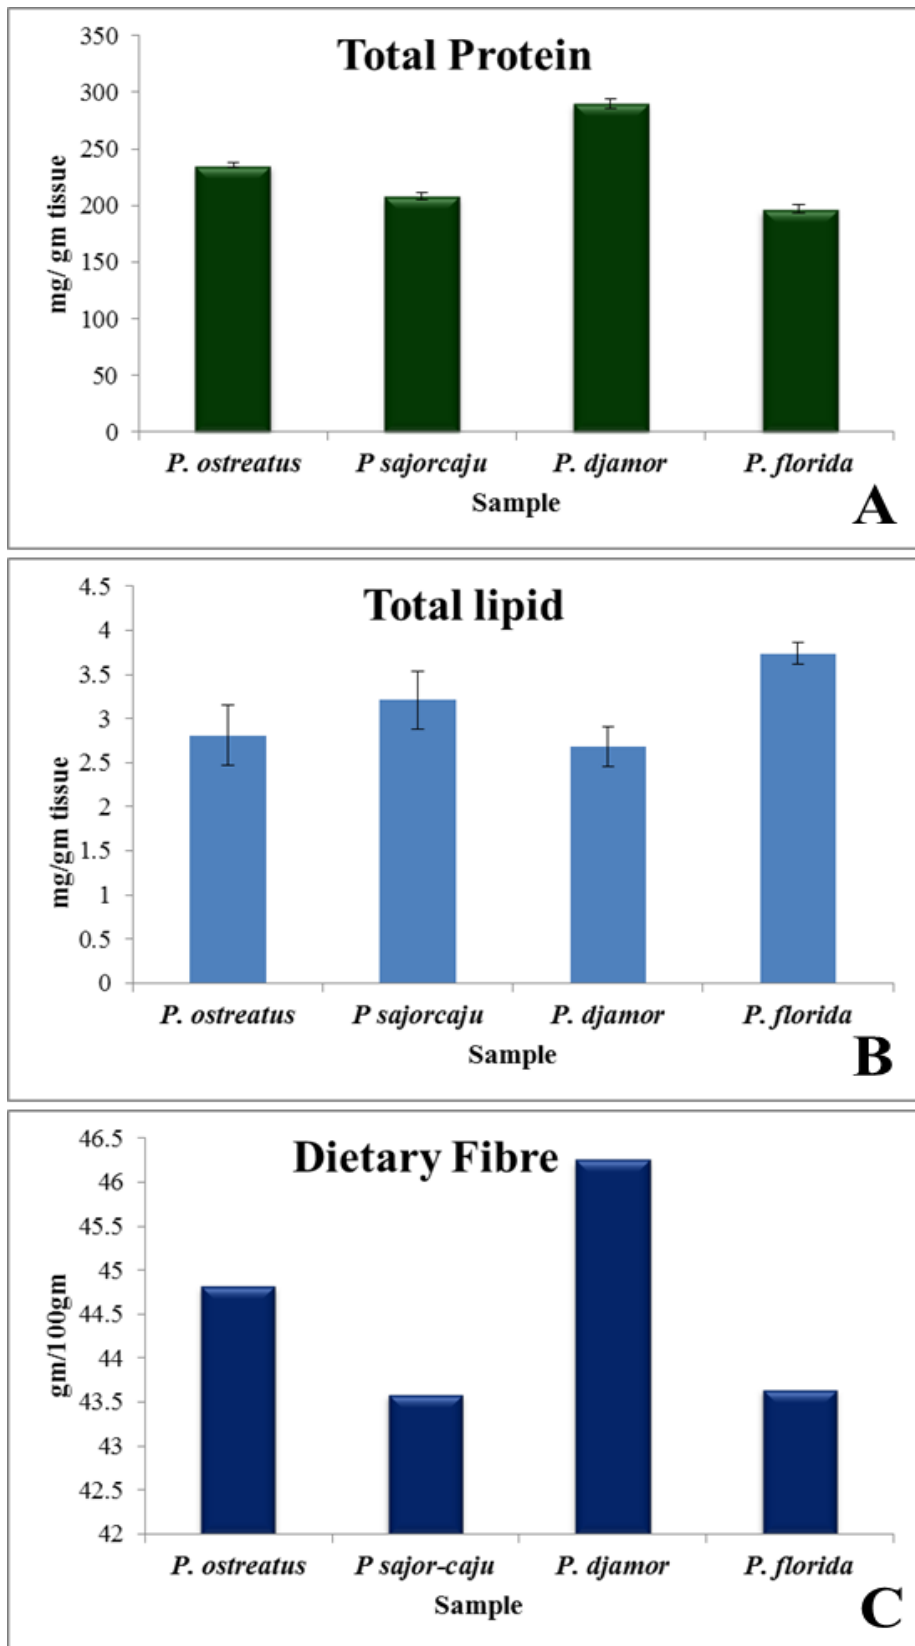 Total Protein
350
300
250
200
150
100
50
0
mg/ gm tissue
P. ostreatus P sajorcaju P. djamor P. florida
Sample
A
Total lipid
4.5
4
3.5
3
2.5
2
1.5
1
0.5
0
mg/gm tissue
P. ostreatus P sajorcaju P. djamor P. florida
Sample
B
Dietary Fibre
46.5
46
45.5
45
44.5
44
43.5
43
42.5
42
gm/100gm
P. ostreatus P sajor-caju P. djamor P. florida
Sample
C